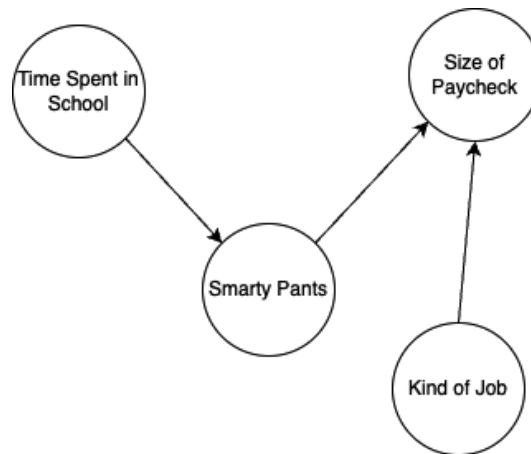 Time Spent in
School
Size of
Paycheck
Smarty Pants
Kind of Job